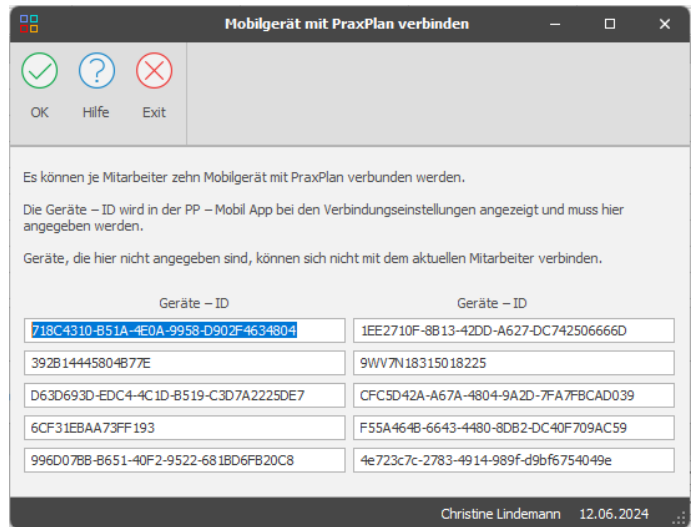 Mobilgerät mit PraxPlan verbinden
OK Hilfe Exit
Es können je Mitarbeiter zehn Mobilgerät mit PraxPlan verbunden werden.
Die Geräte – ID wird in der PP – Mobil App bei den Verbindungseinstellungen angezeigt und muss hier
angegeben werden.
Geräte, die hier nicht angegeben sind, können sich nicht mit dem aktuellen Mitarbeiter verbinden.
Geräte – ID Geräte – ID
718C4310-B51A-4E0A-9958-D902F4634804 1EE2710F-8B13-42DD-A627-DC742506666D
392B14445804B77E 9WV7N18315018225
D63D693D-EDC4-4C1D-B519-C3D7A2225DE7 CFC5D42A-A67A-4804-9A2D-7FA7FBCAD039
6CF31EBAA73FF193 F55A464B-6643-4480-8DB2-DC40F709AC59
996D07BB-B651-40F2-9522-681BD6FB20C8 4e723c7c-2783-4914-989f-d9bf6754049e
Christine Lindemann 12.06.2024